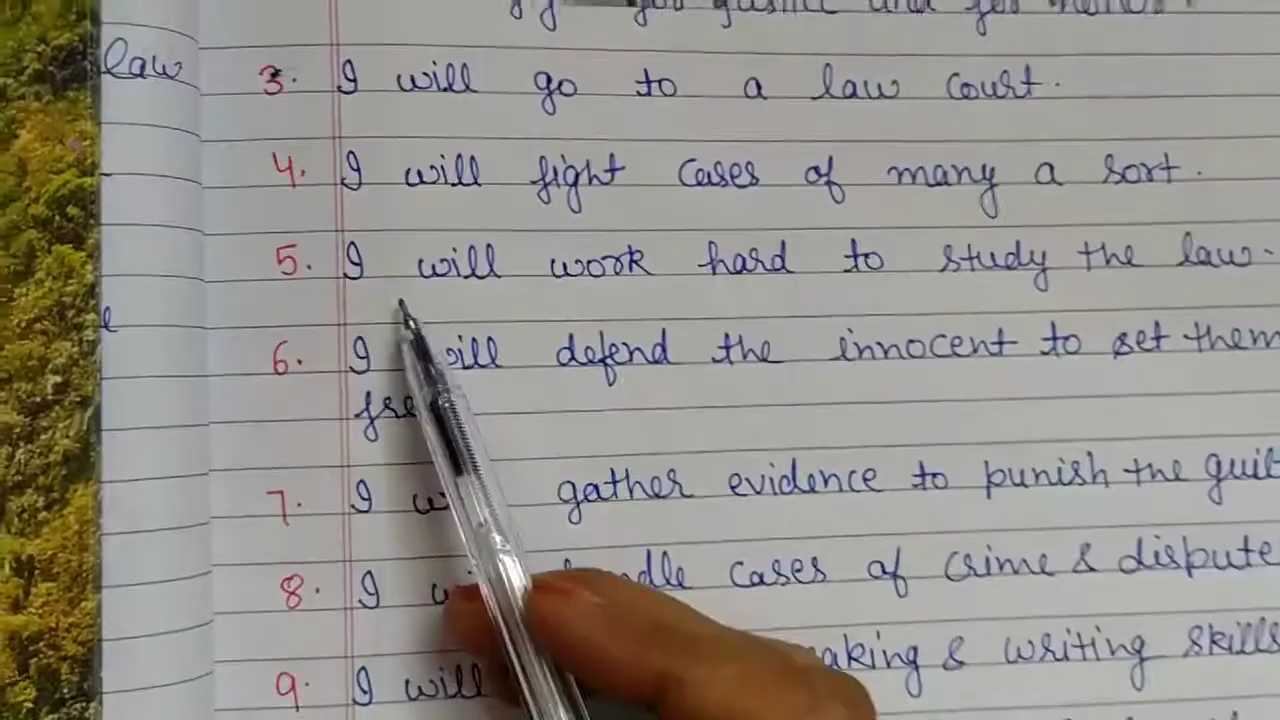 law
3. I will go to a law court.
4. I will fight cases of many a sort.
5. I will work hard to study the law.
e
6. I will defend the innocent to set them
7. I gather evidence to punish the guil
8. I cases of crime & dispute
9. I will aking & writing skills